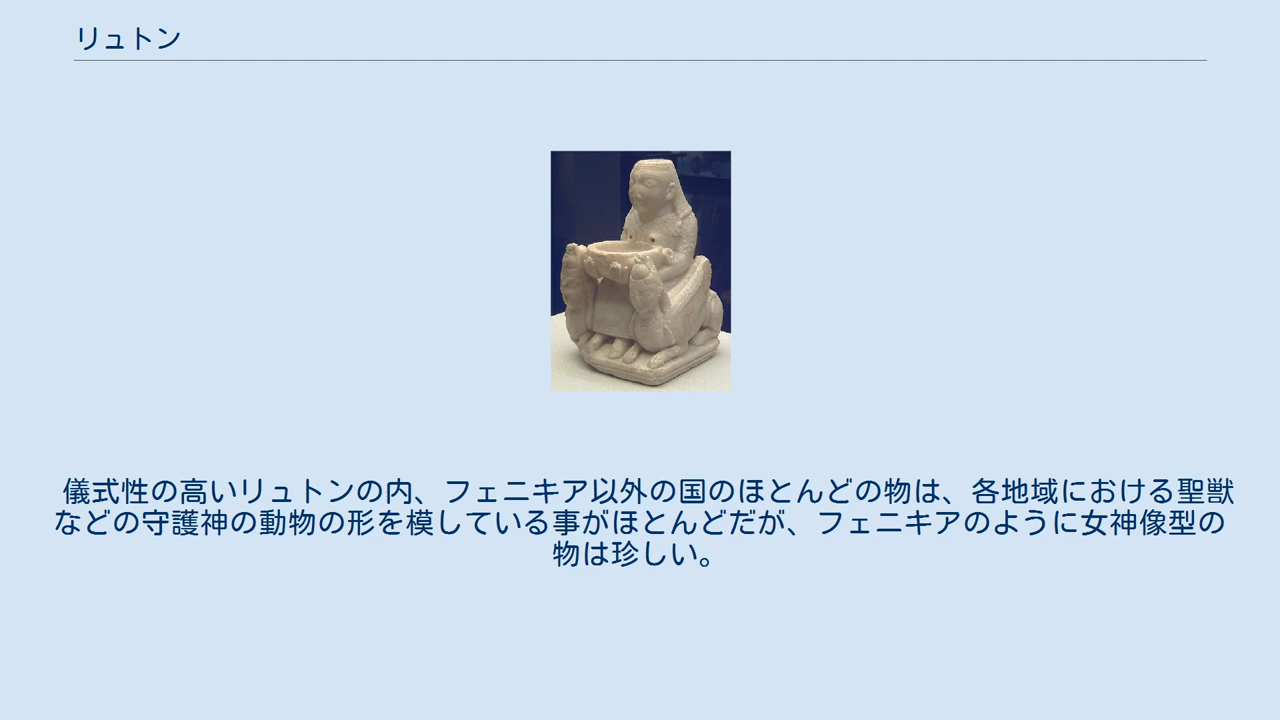 リュトン
儀式性の高いリュトンの内、フェニキア以外の国のほとんどの物は、各地域における聖獣
などの守護神の動物の形を模している事がほとんどだが、フェニキアのように女神像型の
物は珍しい。